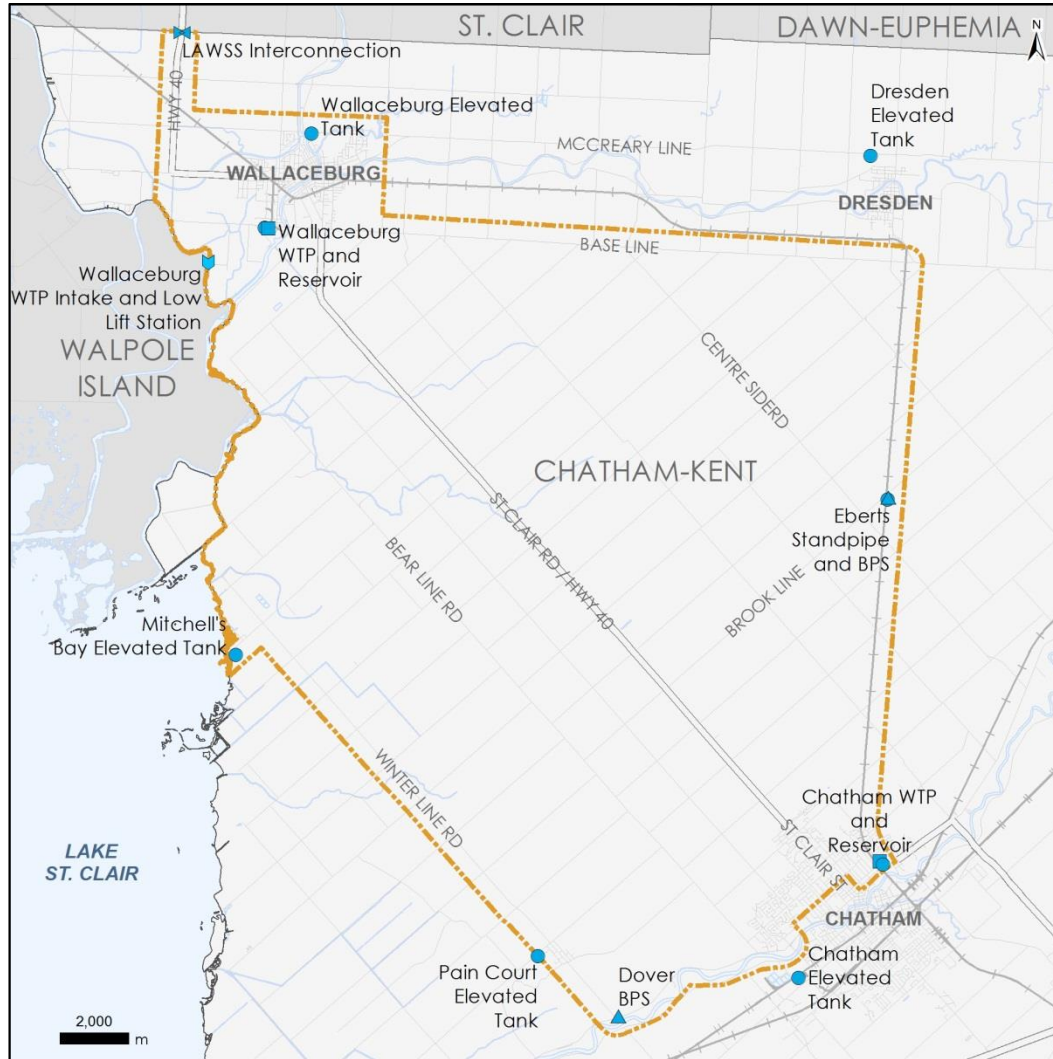 ST. CLAIR
DAWN-EUPHEMIA
N
LAWSS Interconnection
HWY 40
Wallaceburg Elevated
Tank
Dresden
Elevated
Tank
MCCREARY LINE
WALLACEBURG
DRESDEN
Wallaceburg
WTP and
Reservoir
BASE LINE
Wallaceburg
WTP Intake and Low
Lift Station
WALPOLE
ISLAND
CENTRE SIDERD
CHATHAM-KENT
ST CLAIR RD / HWY 40
Eberts
Standpipe
and BPS
BEAR LINE RD
BROOK LINE
Mitchell's
Bay Elevated Tank
WINTER LINE RD
Chatham WTP
and
Reservoir
LAKE
ST. CLAIR
ST CLAIR ST
CHATHAM
Pain Court
Elevated
Tank
Dover
BPS
Chatham
Elevated
Tank
2,000
m